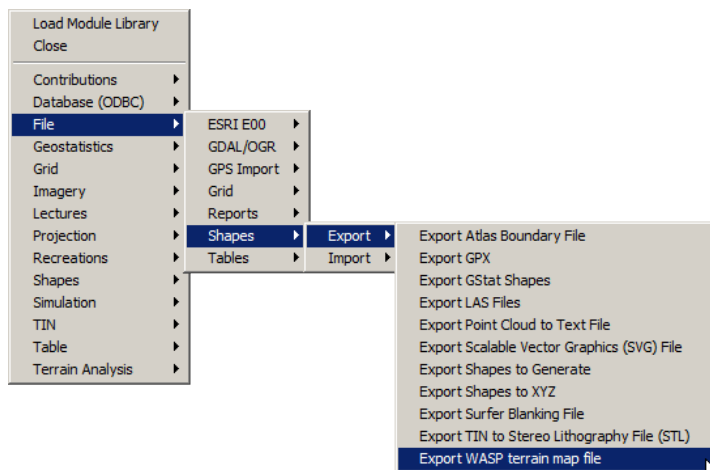 Load Module Library
Close
Contributions
Database (ODBC)
File
Geostatistics
Grid
Imagery
Lectures
Projection
Recreations
Shapes
Simulation
TIN
Table
Terrain Analysis
ESRI E00
GDAL/OGR
GPS Import
Grid
Reports
Shapes
Tables
Export
Import
Export Atlas Boundary File
Export GPX
Export GStat Shapes
Export LAS Files
Export Point Cloud to Text File
Export Scalable Vector Graphics (SVG) File
Export Shapes to Generate
Export Shapes to XYZ
Export Surfer Blanking File
Export TIN to Stereo Lithography File (STL)
Export WASP terrain map file